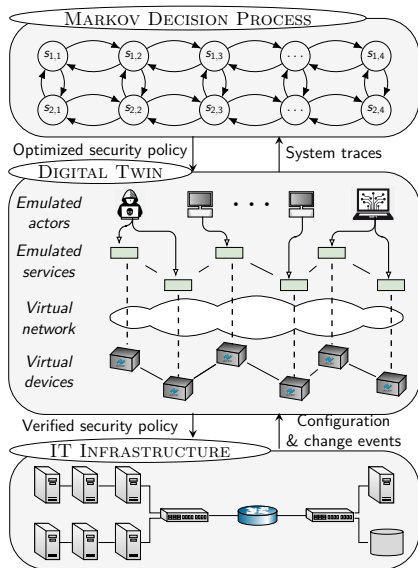 MARKOV DECISION PROCESS
s1,1 s1,2 s1,3 ... s1,4
s2,1 s2,2 s2,3 ... s2,4
Optimized security policy
System traces
DIGITAL TWIN
Emulated
actors
Emulated
services
Virtual
network
Virtual
devices
Verified security policy
Configuration
& change events
IT INFRASTRUCTURE